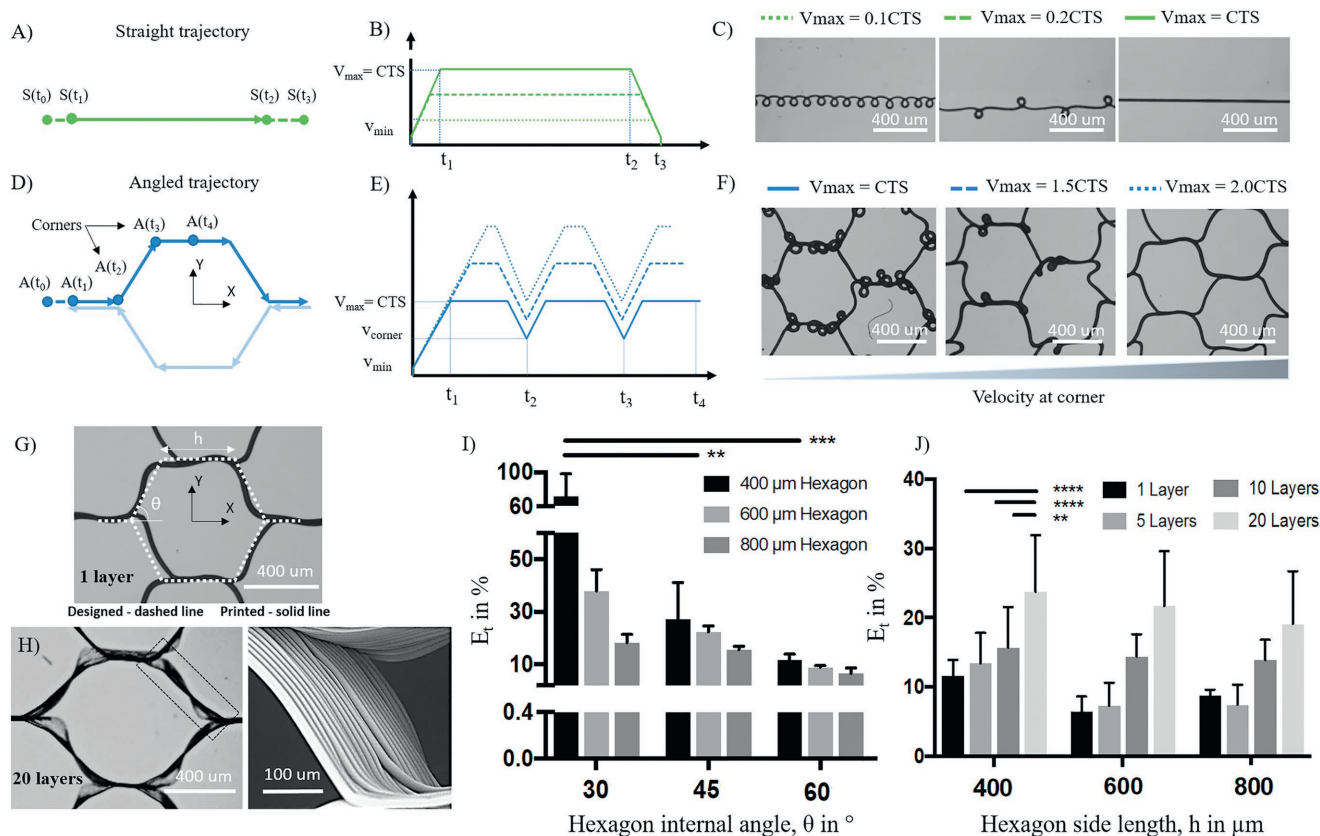 A)
Straight trajectory
S(t0) S(t1)
S(t2) S(t3)
B)
Vmax= CTS
vmin
t1
t2
t3
C)
Vmax = 0.1CTS
Vmax = 0.2CTS
Vmax = CTS
400 um
400 um
400 um
D)
Angled trajectory
Corners
A(t3)
A(t4)
A(t2)
A(t0)
A(t1)
Y
X
E)
Vmax= CTS
vcorner
vmin
t1
t2
t3
t4
F)
Vmax = CTS
Vmax = 1.5CTS
Vmax = 2.0CTS
400 um
400 um
400 um
Velocity at corner
G)
h
Y
θ
X
1 layer
400 um
Designed - dashed line
Printed - solid line
H)
20 layers
400 um
100 um
I)
***
**
100
60
50
30
10
0.4
0.0
Et in %
400 µm Hexagon
600 µm Hexagon
800 µm Hexagon
30
45
60
Hexagon internal angle, θ in °
J)
40
30
20
10
0
Et in %
****
****
**
1 Layer
10 Layers
5 Layers
20 Layers
400
600
800
Hexagon side length, h in µm